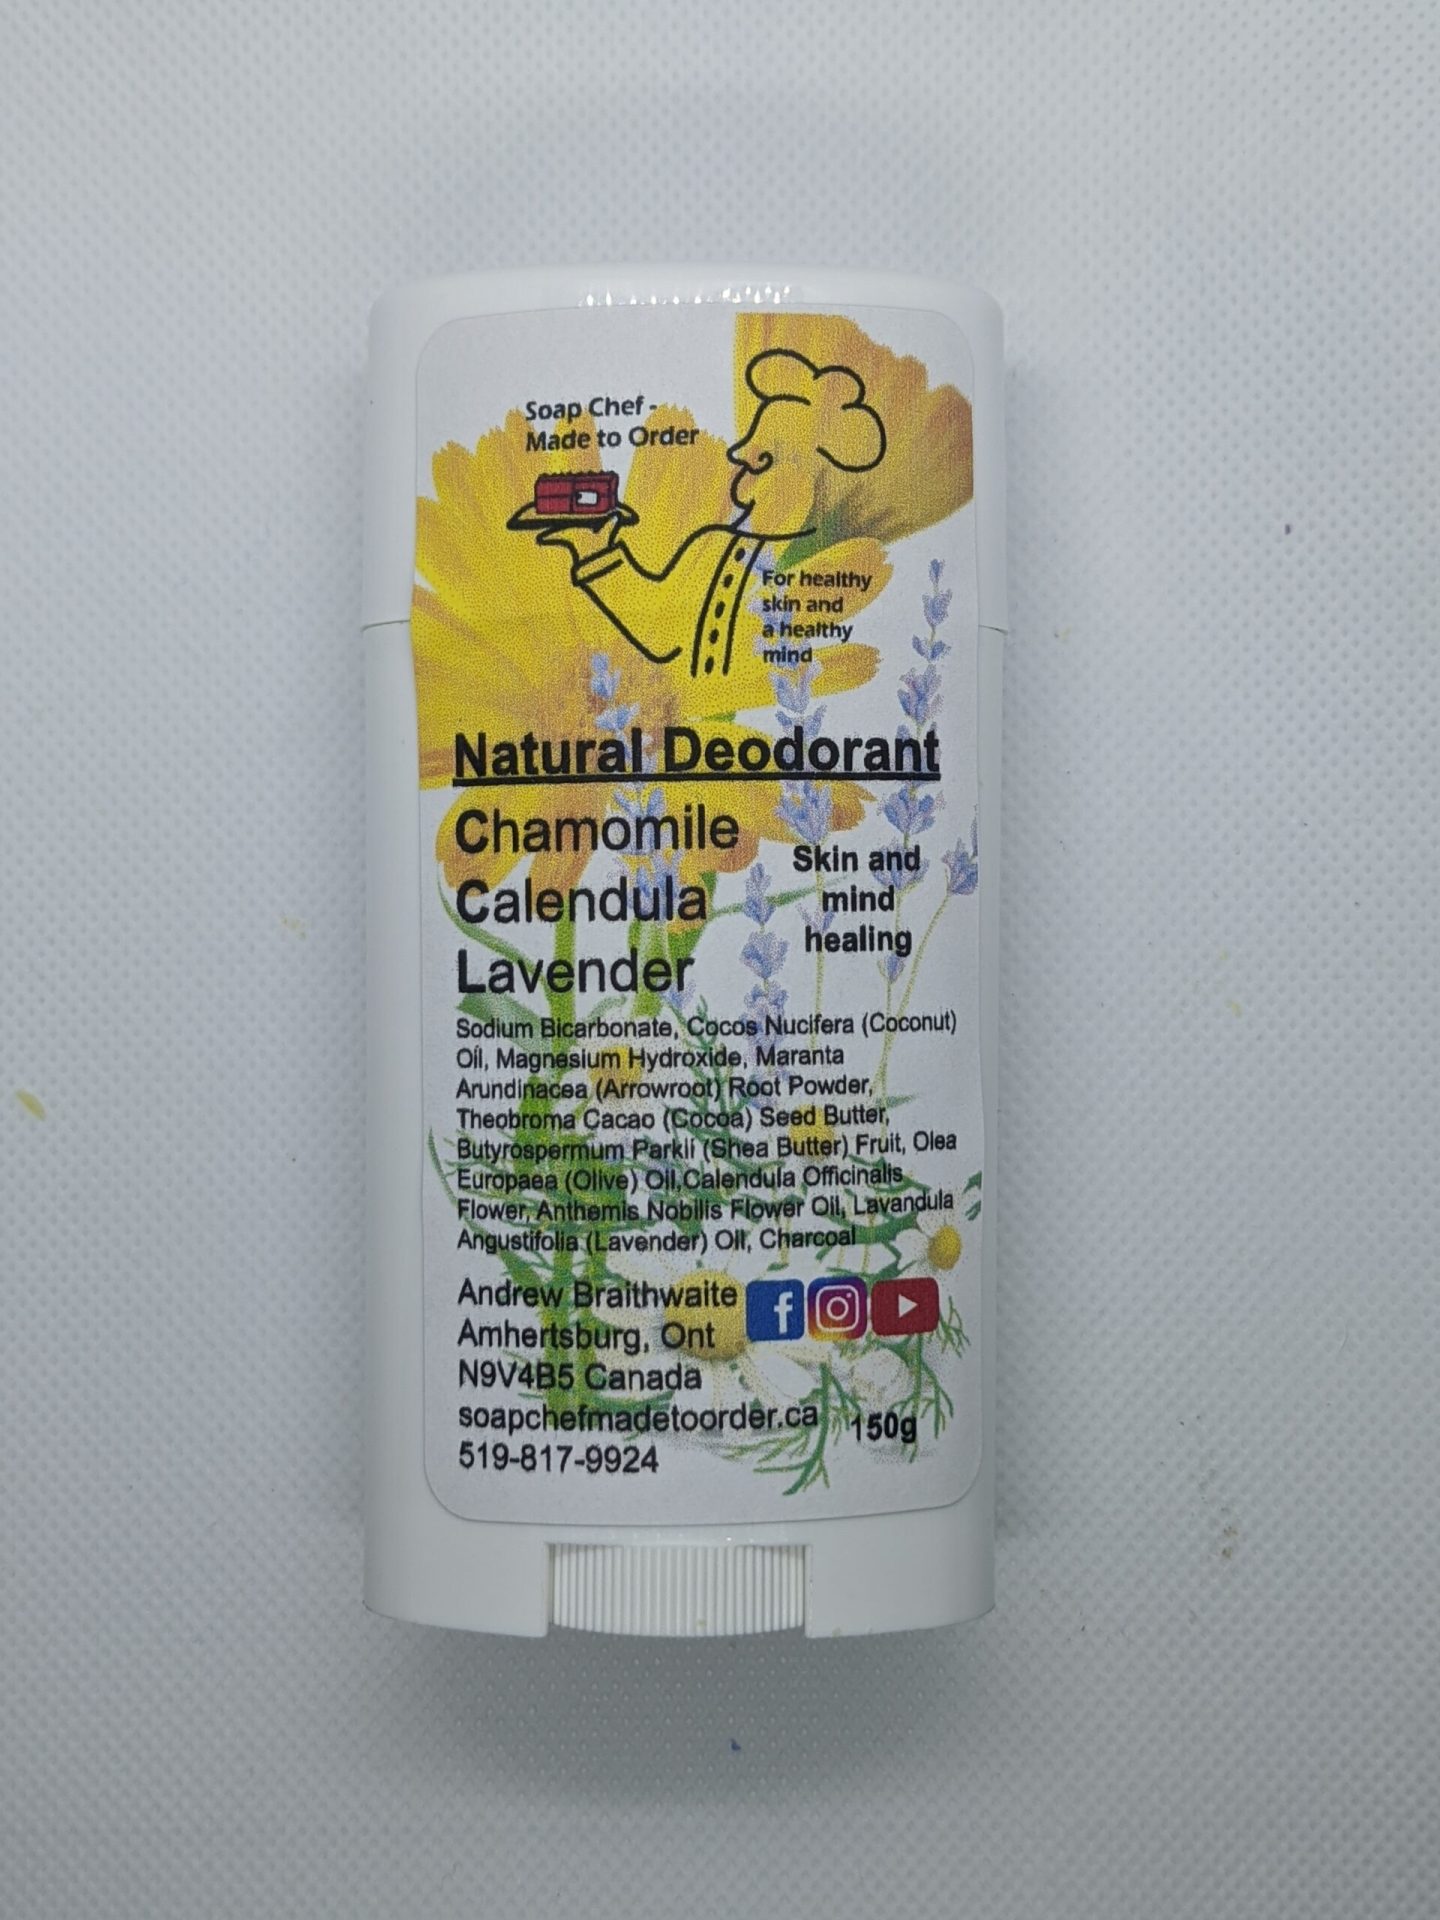 Soap Chef -
Made to Order
For healthy
skin and
a healthy
mind
Natural Deodorant
Chamomile
Calendula
Lavender
Skin and
mind
healing
Sodium Bicarbonate, Cocos Nucifera (Coconut)
Oil, Magnesium Hydroxide, Maranta
Arundinacea (Arrowroot) Root Powder,
Theobroma Cacao (Cocoa) Seed Butter,
Butyrospermum Parkii (Shea Butter) Fruit, Olea
Europaea (Olive) Oil,Calendula Officinalis
Flower, Anthemis Nobilis Flower Oil, Lavandula
Angustifolia (Lavender) Oil, Charcoal
Andrew Braithwaite
Amhertsburg, Ont
N9V4B5 Canada
soapchefmadetoorder.ca
519-817-9924
150g